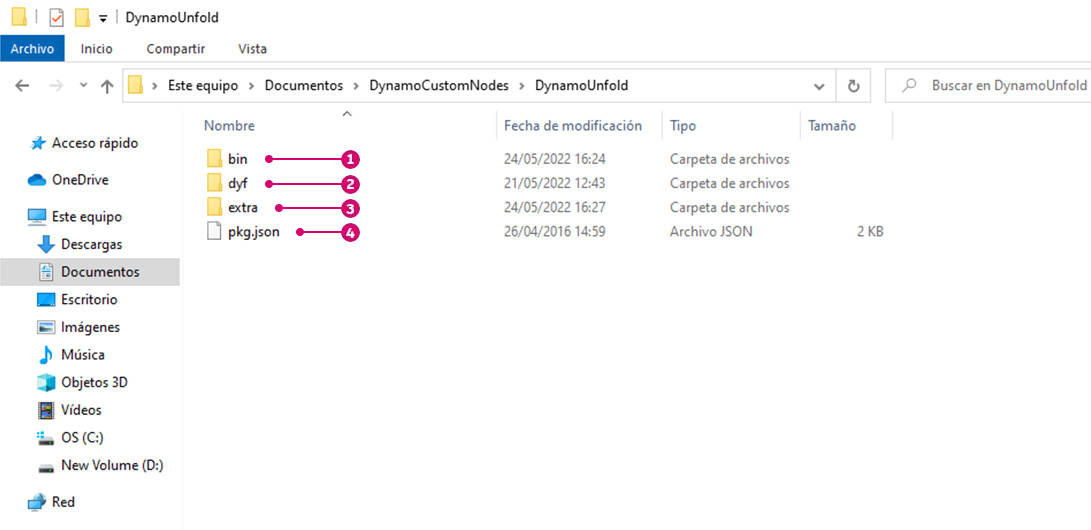 DynamoUnfold
Archivo Inicio Compartir Vista
Este equipo Documentos DynamoCustomNodes DynamoUnfold Buscar en DynamoUnfold
Nombre Fecha de modificación Tipo Tamaño
Acceso rápido
OneDrive
Este equipo
Descargas
Documentos
Escritorio
Imágenes
Música
Objetos 3D
Vídeos
OS (C:)
New Volume (D:)
Red
bin 1 24/05/2022 16:24 Carpeta de archivos
dyf 2 21/05/2022 12:43 Carpeta de archivos
extra 3 24/05/2022 16:27 Carpeta de archivos
pkg.json 4 26/04/2016 14:59 Archivo JSON 2 KB